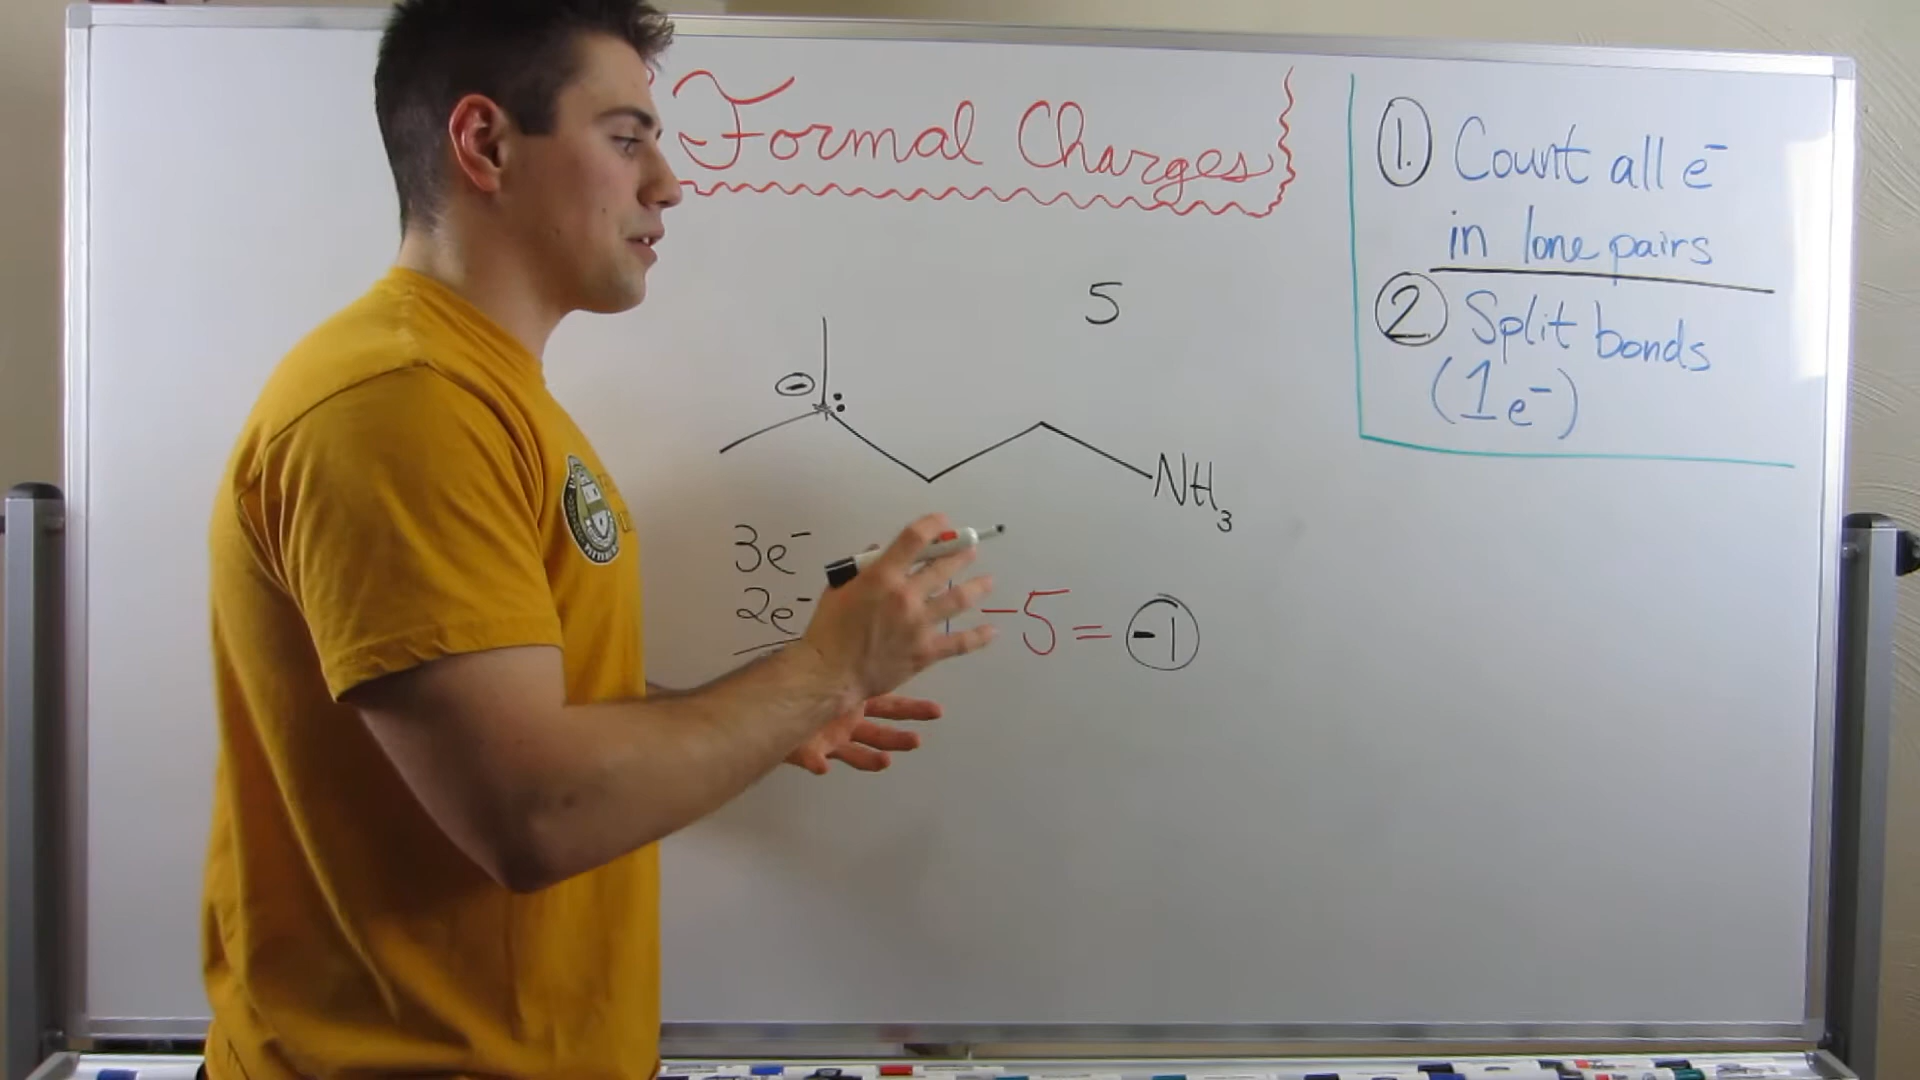 Formal Charges
1. Count all e⁻
in lone pairs
2 Split bonds
(1e⁻)
5
⊖
:
NH₃
3e⁻
2e⁻
-5 = -1